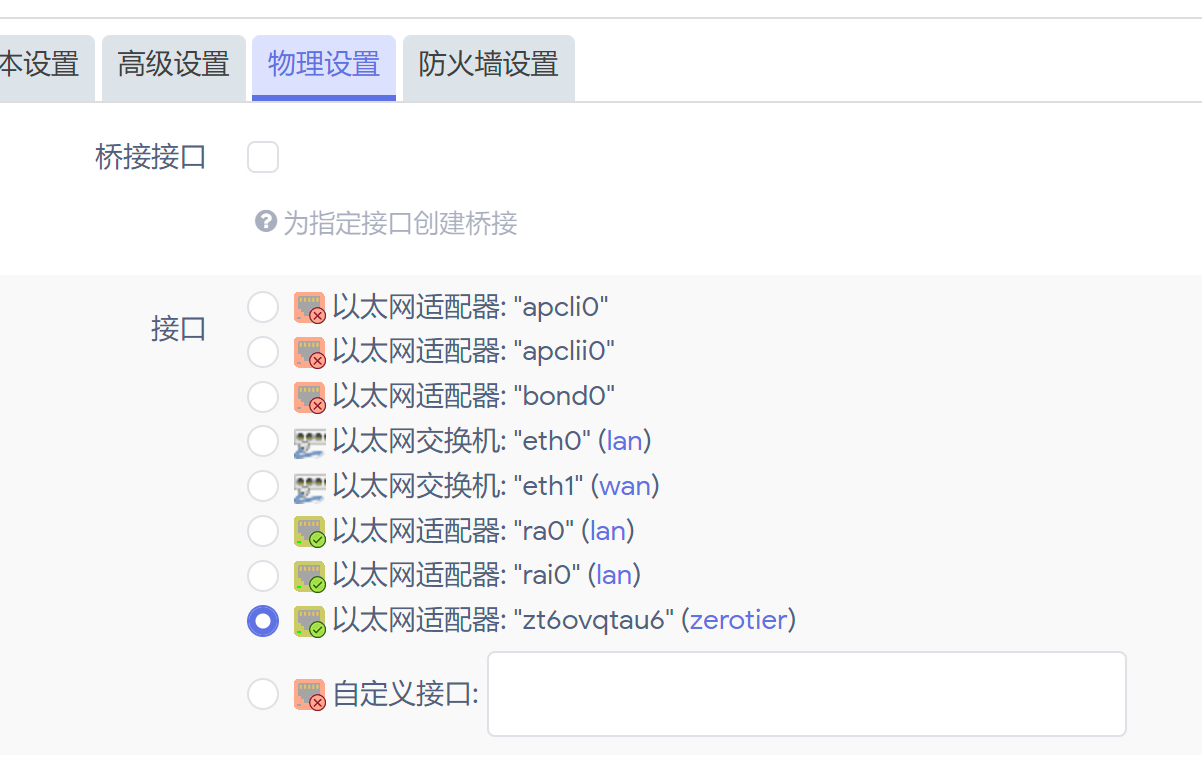 本设置 高级设置 物理设置 防火墙设置
桥接接口
为指定接口创建桥接
接口
以太网适配器: "apcli0"
以太网适配器: "apclii0"
以太网适配器: "bond0"
以太网交换机: "eth0" (lan)
以太网交换机: "eth1" (wan)
以太网适配器: "ra0" (lan)
以太网适配器: "rai0" (lan)
以太网适配器: "zt6ovqtau6" (zerotier)
自定义接口: